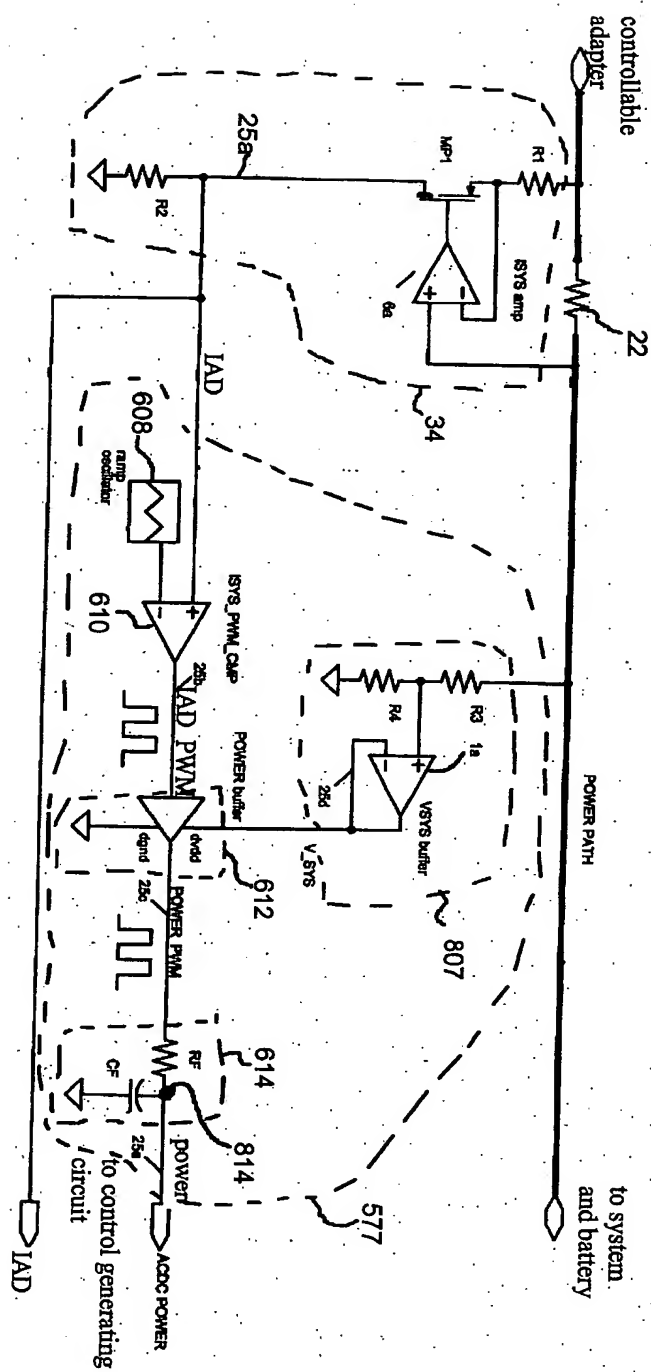 controllable
adapter
22
R1
MP1
ISYS amp
-
+
6a
34
25a
R2
IAD
608
ramp
oscillator
+
-
610
ISYS_PWM_CMP
25b
IAD PWM
POWER buffer
dvdd
dgnd
612
R3
R4
+
-
1a
VSYS buffer
25d
V_SYS
807
POWER PATH
25c
POWER_PWM
RF
CF
614
814
577
power
25e
ACDC POWER
to control generating
circuit
IAD
to system
and battery